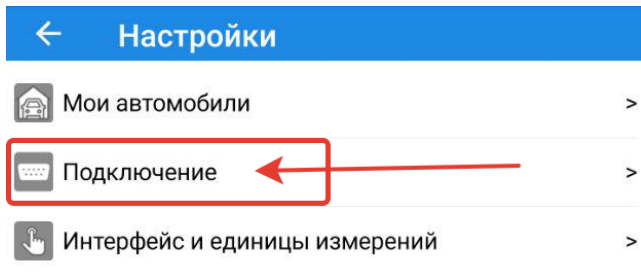 Настройки
Мои автомобили >
Подключение >
Интерфейс и единицы измерений >